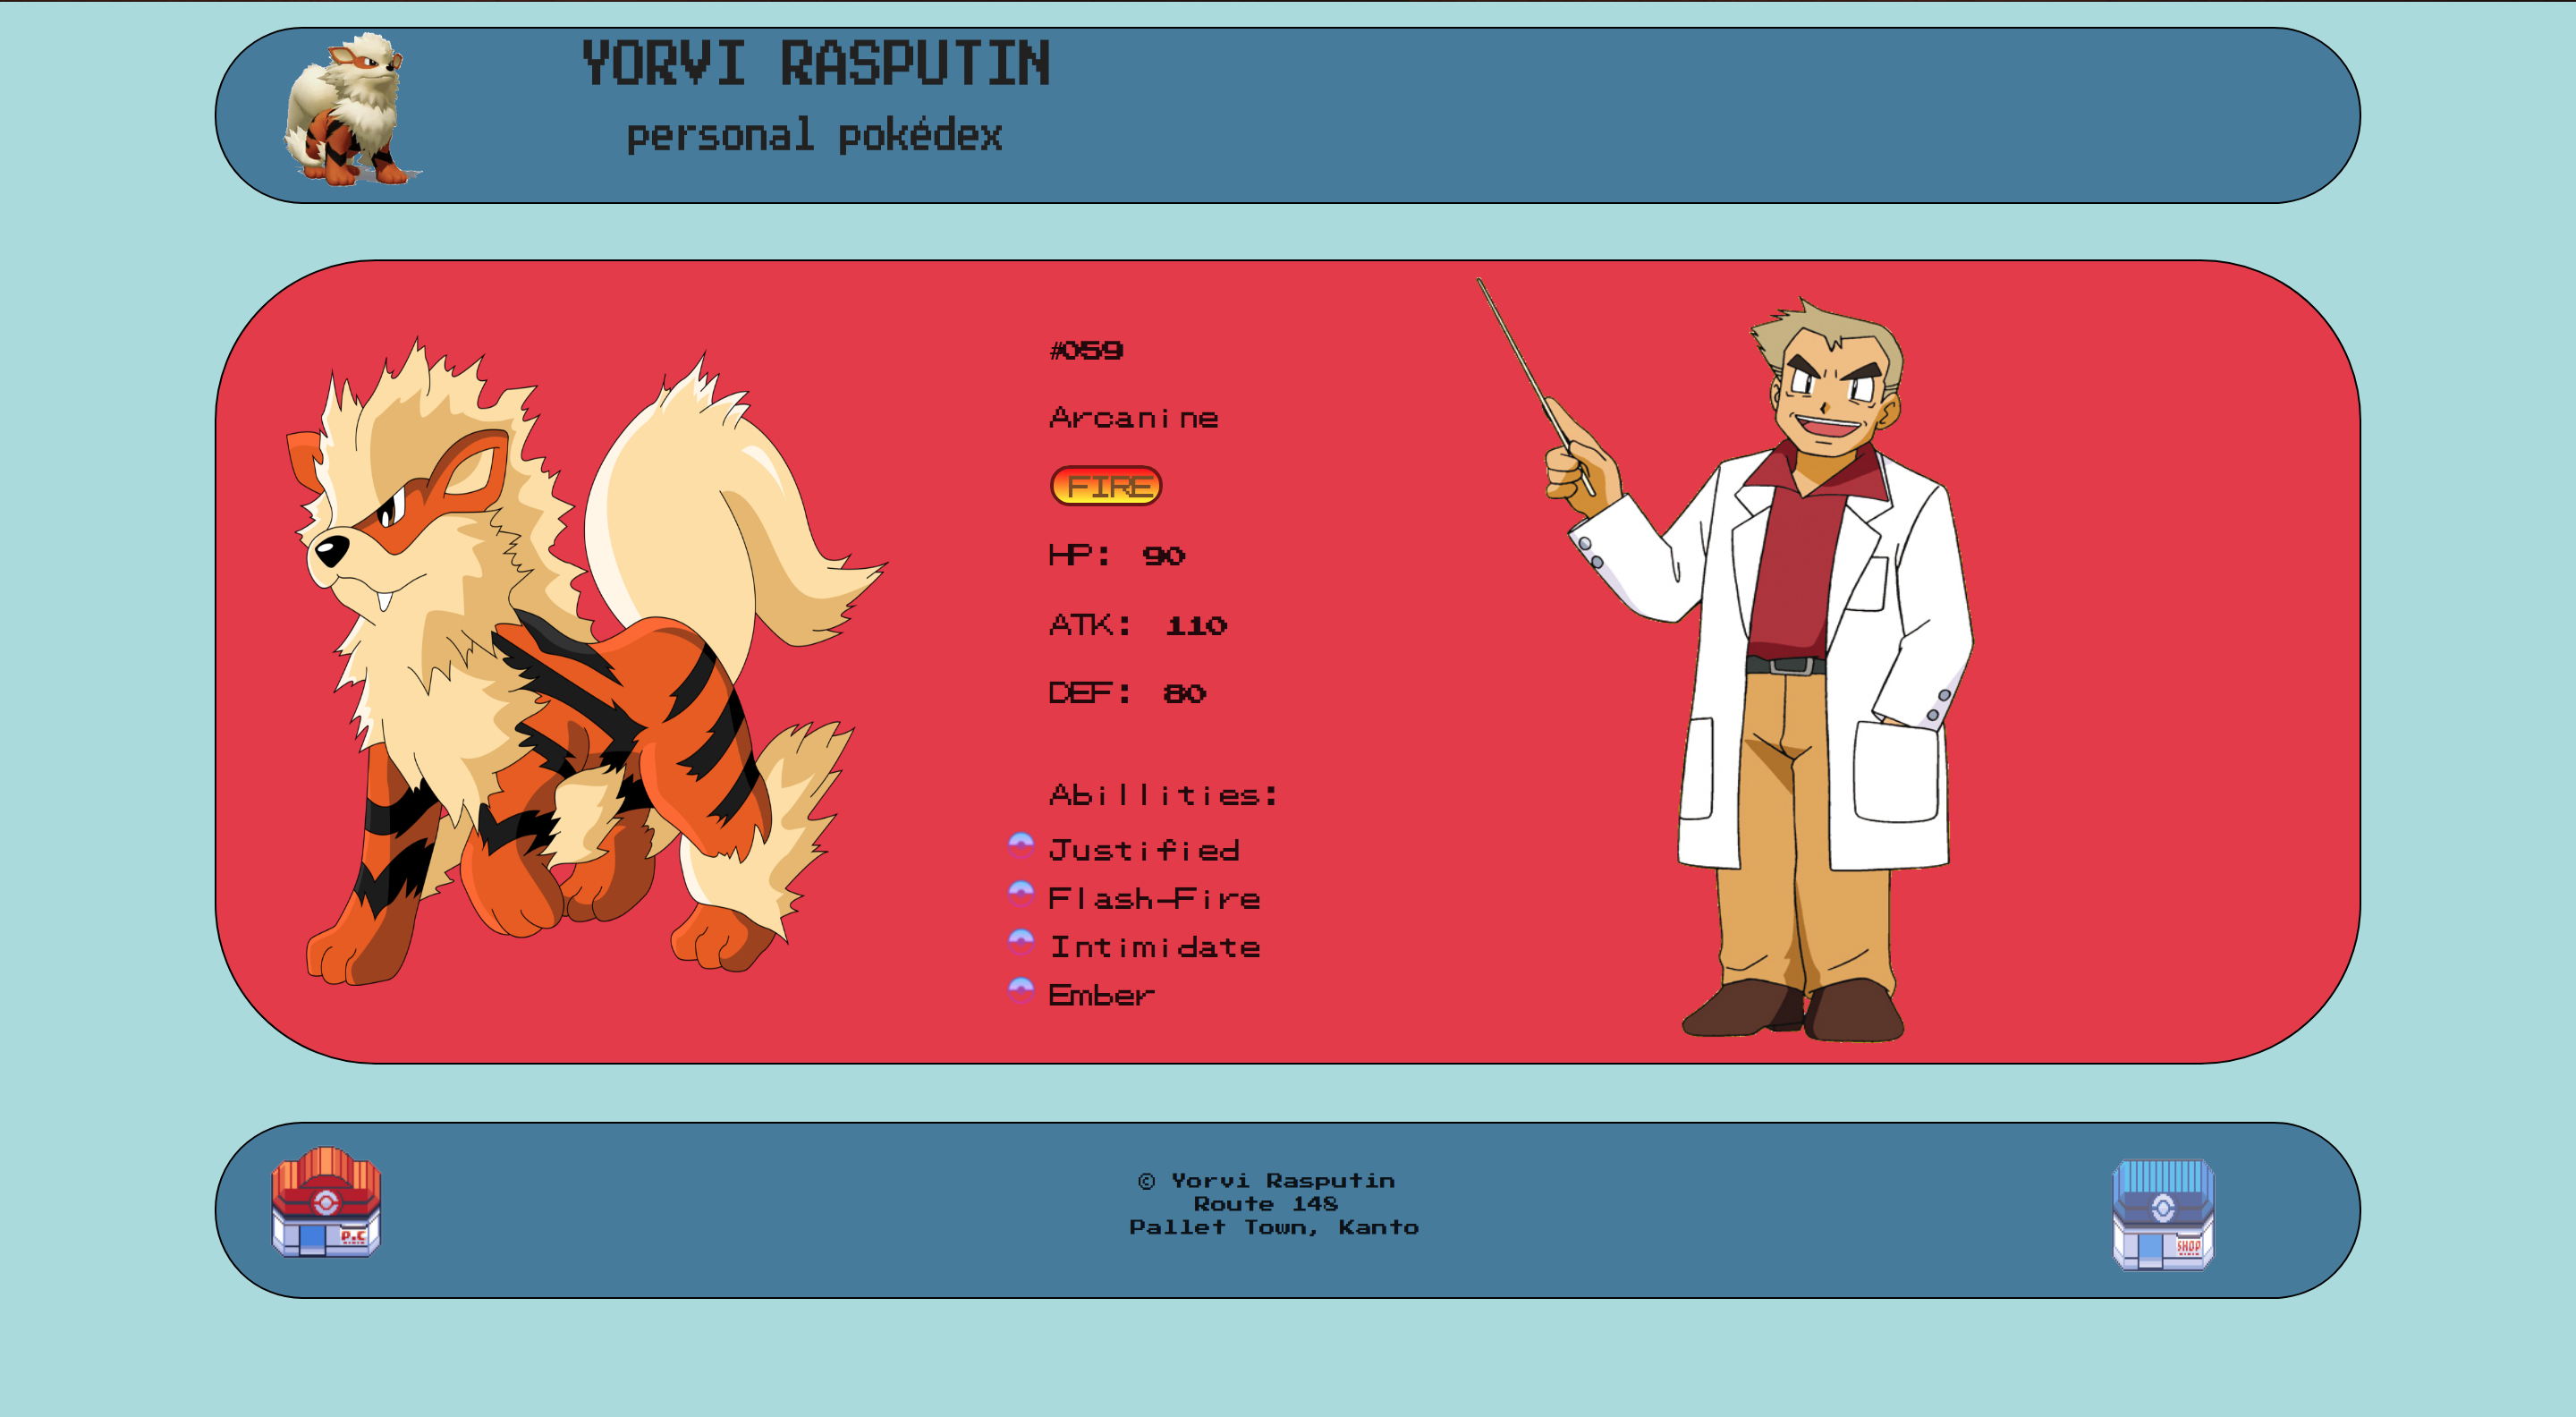 YORVI RASPUTIN
personal pokédex
#059
Arcanine
FIRE
HP: 90
ATK: 110
DEF: 80
Abillities:
Justified
Flash-Fire
Intimidate
Ember
P.C
© Yorvi Rasputin
Route 148
Pallet Town, Kanto
SHOP